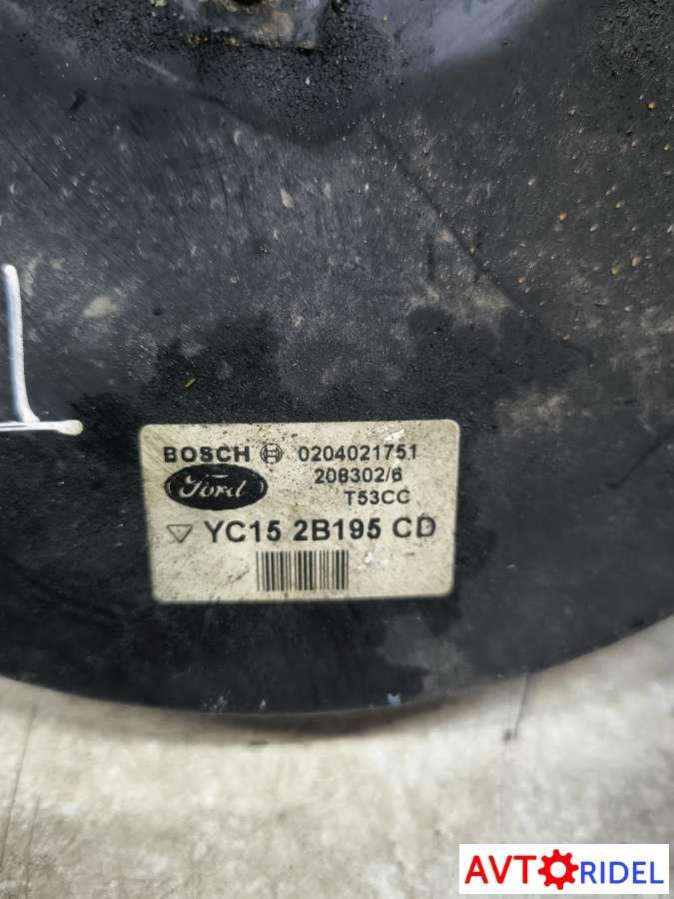 BOSCH 0204021751
Ford 208302/6
T53CC
YC15 2B195 CD
AVTORIDEL